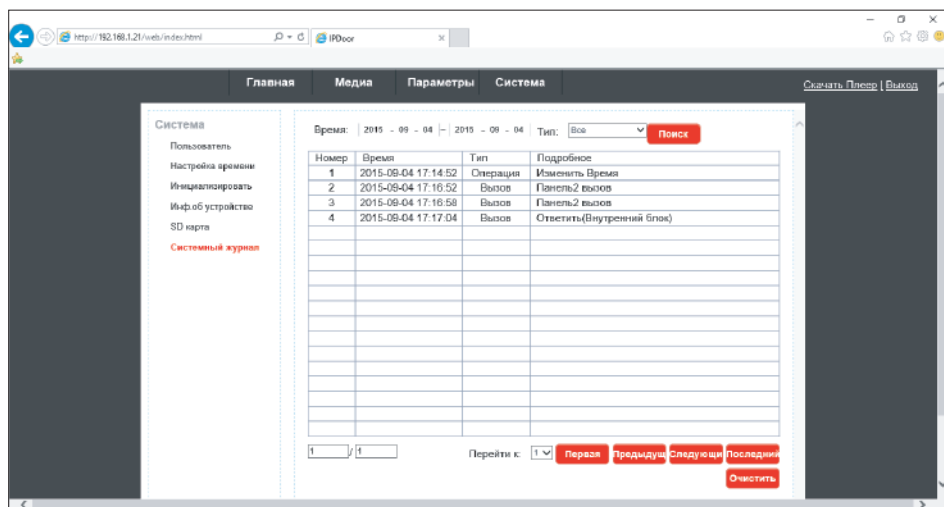 http://192.168.1.21/web/index.html
IPDoor
Главная Медиа Параметры Система
Скачать Плеер | Выход
Система
Пользователь
Настройка времени
Инициализировать
Инф.об устройстве
SD карта
Системный журнал
Время: 2015 - 09 - 04 – 2015 - 09 - 04 Тип: Все Поиск
Номер Время Тип Подробное
1 2015-09-04 17:14:52 Операция Изменить Время
2 2015-09-04 17:16:52 Вызов Панель2 вызов
3 2015-09-04 17:16:58 Вызов Панель2 вызов
4 2015-09-04 17:17:04 Вызов Ответить(Внутренний блок)
1 / 1 Перейти к: 1 Первая Предыдущ Следующи Последний
Очистить